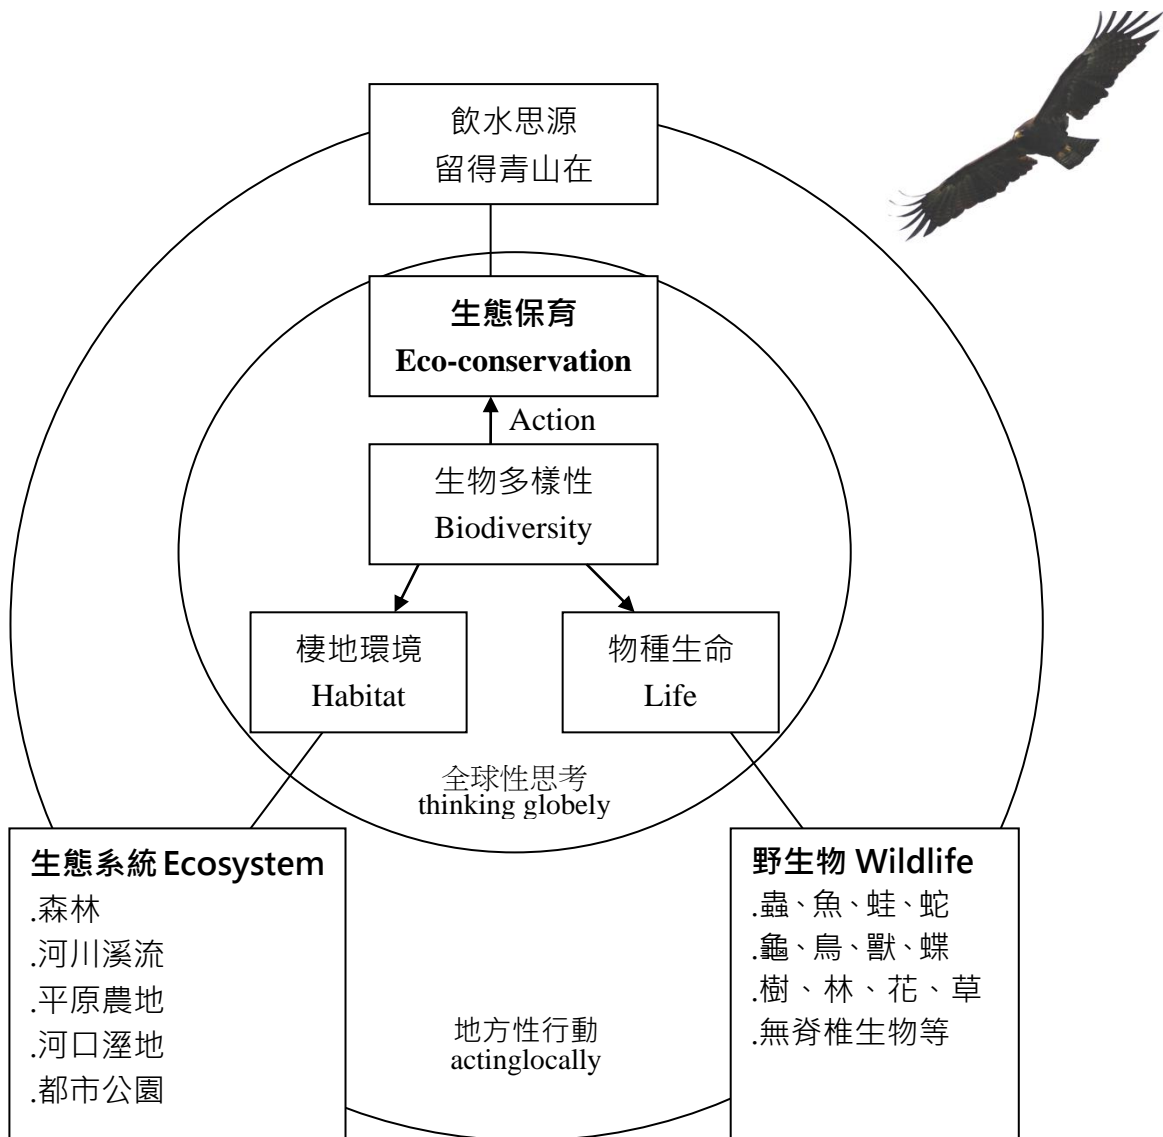 飲水思源
留得青山在
生態保育
Eco-conservation
Action
生物多樣性
Biodiversity
棲地環境
Habitat
物種生命
Life
全球性思考
thinking globely
生態系統 Ecosystem
.森林
.河川溪流
.平原農地
.河口溼地
.都市公園
野生物 Wildlife
.蟲、魚、蛙、蛇
.龜、鳥、獸、蝶
.樹、林、花、草
.無脊椎生物等
地方性行動
actinglocally